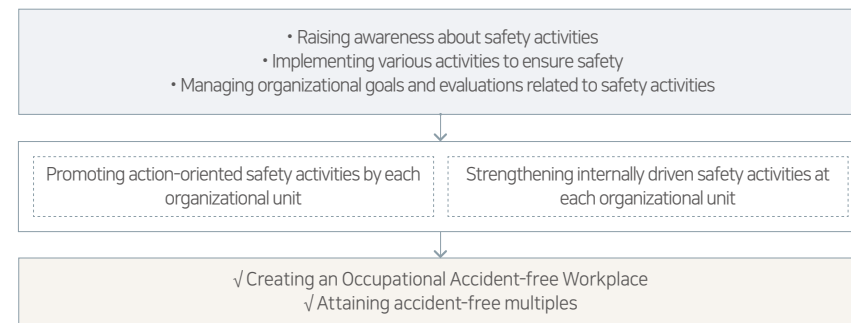 • Raising awareness about safety activities
• Implementing various activities to ensure safety
• Managing organizational goals and evaluations related to safety activities
Promoting action-oriented safety activities by each
organizational unit
Strengthening internally driven safety activities at
each organizational unit
√ Creating an Occupational Accident-free Workplace
√ Attaining accident-free multiples